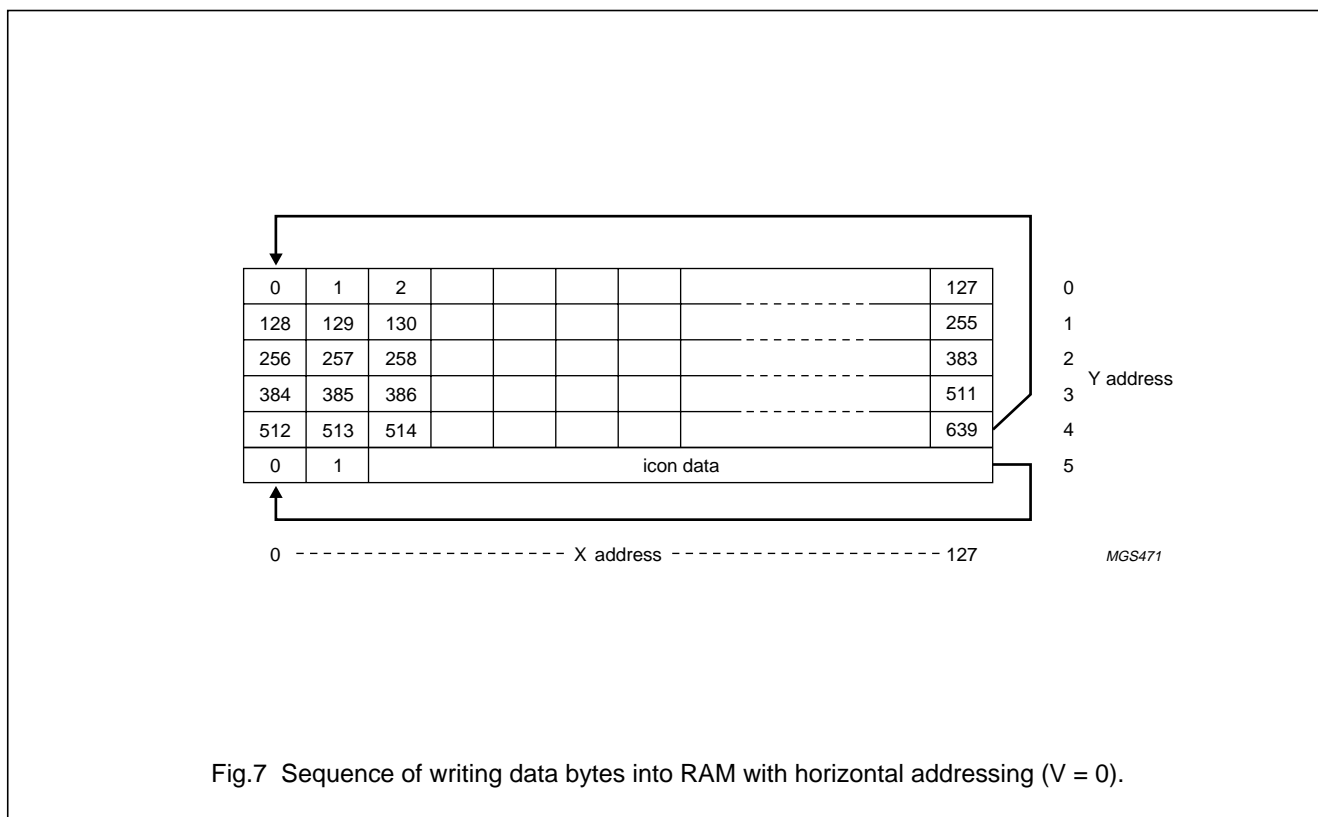 0 1 2 127 0
128 129 130 255 1
256 257 258 383 2
Y address
384 385 386 511 3
512 513 514 639 4
0 1 icon data 5
0 X address 127 MGS471
Fig.7 Sequence of writing data bytes into RAM with horizontal addressing (V = 0).